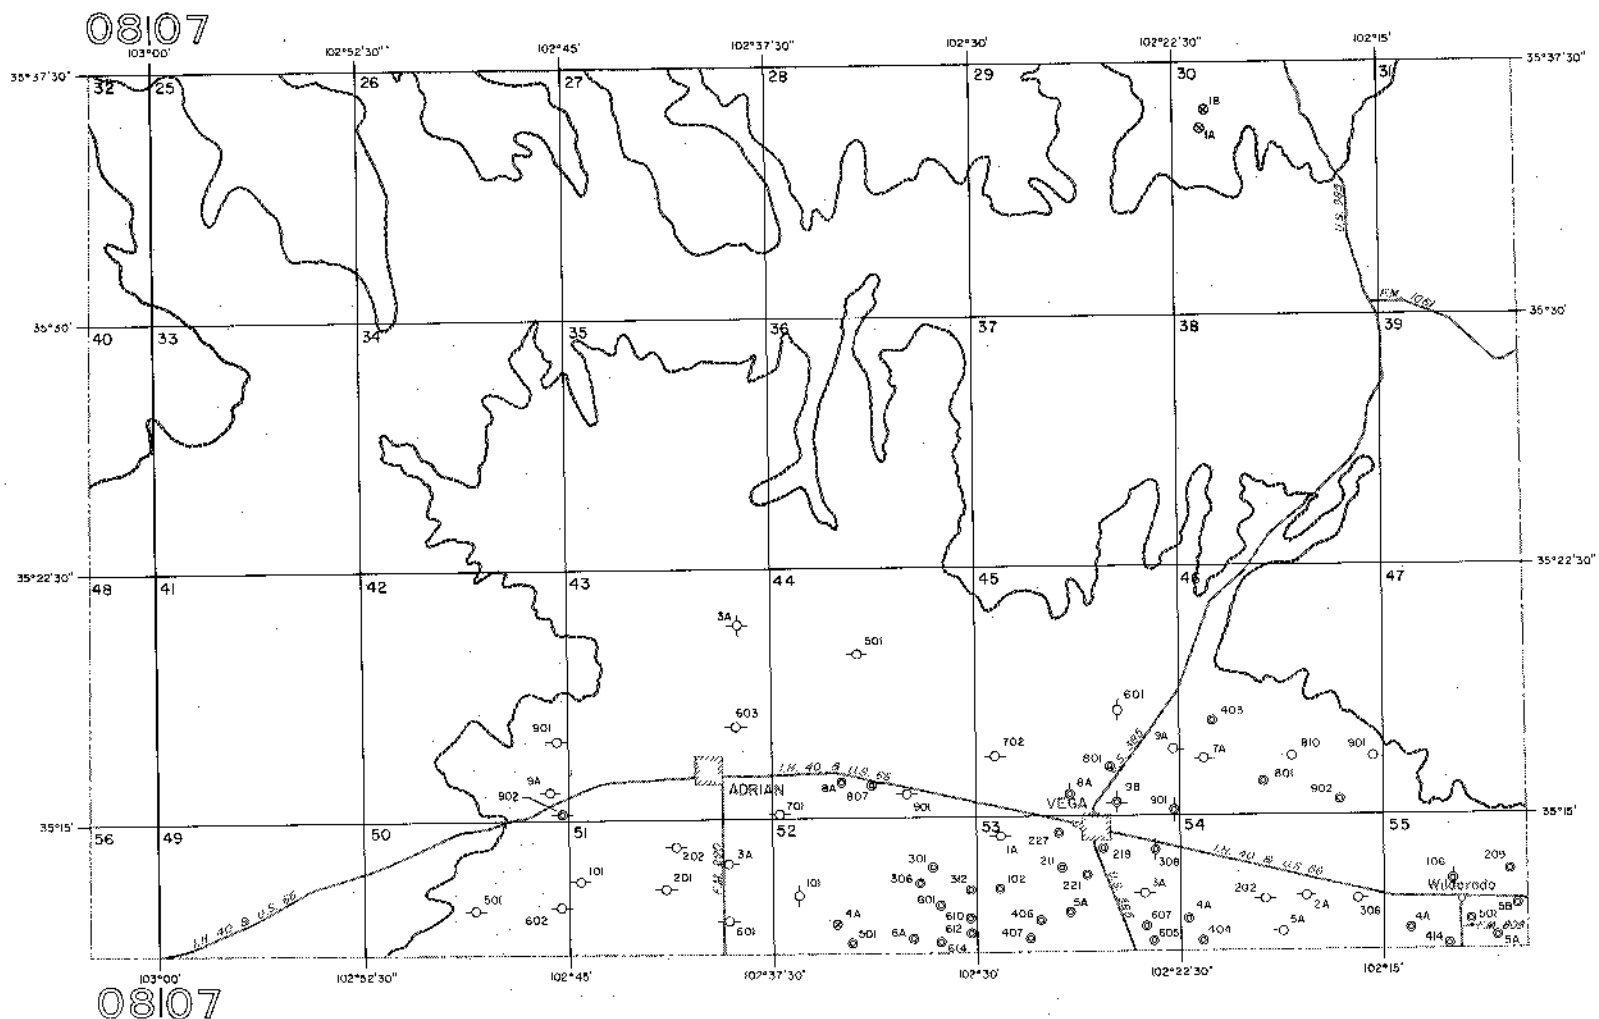 08|07
103°00' 102°52'30" 102°45' 102°37'30" 102°30' 102°22'30" 102°15'
35°37'30" 35°37'30"
32 25 26 27 28 29 30 31
1B
1A
U.S. 385
F.M. 1061
35°30' 35°30'
40 33 34 35 36 37 38 39
35°22'30" 35°22'30"
48 41 42 43 44 45 46 47
3A
501
601
403
603
901 702 9A 7A 810 901
U.S. 385
801
801
I.H. 40 & U.S. 66
9A 8A 807 901 8A 9B 901 902
902 ADRIAN VEGA
701
35°15' 35°15'
56 49 50 51 52 53 54 55
1A 227 219 308
202 3A 301 211 I.H. 40 & U.S. 66 106 209
F.M. 290
101 201 101 306 312 102 221 3A 202 2A 306 Wildorado
U.S. 385
501 602 601 4A 601 610 406 5A 607 4A 5A 4A 501 5B
I.H. 40 & U.S. 66
501 6A 612 614 407 605 404 414 F.M. 809 5A
103°00' 102°52'30" 102°45' 102°37'30" 102°30' 102°22'30" 102°15'
08|07